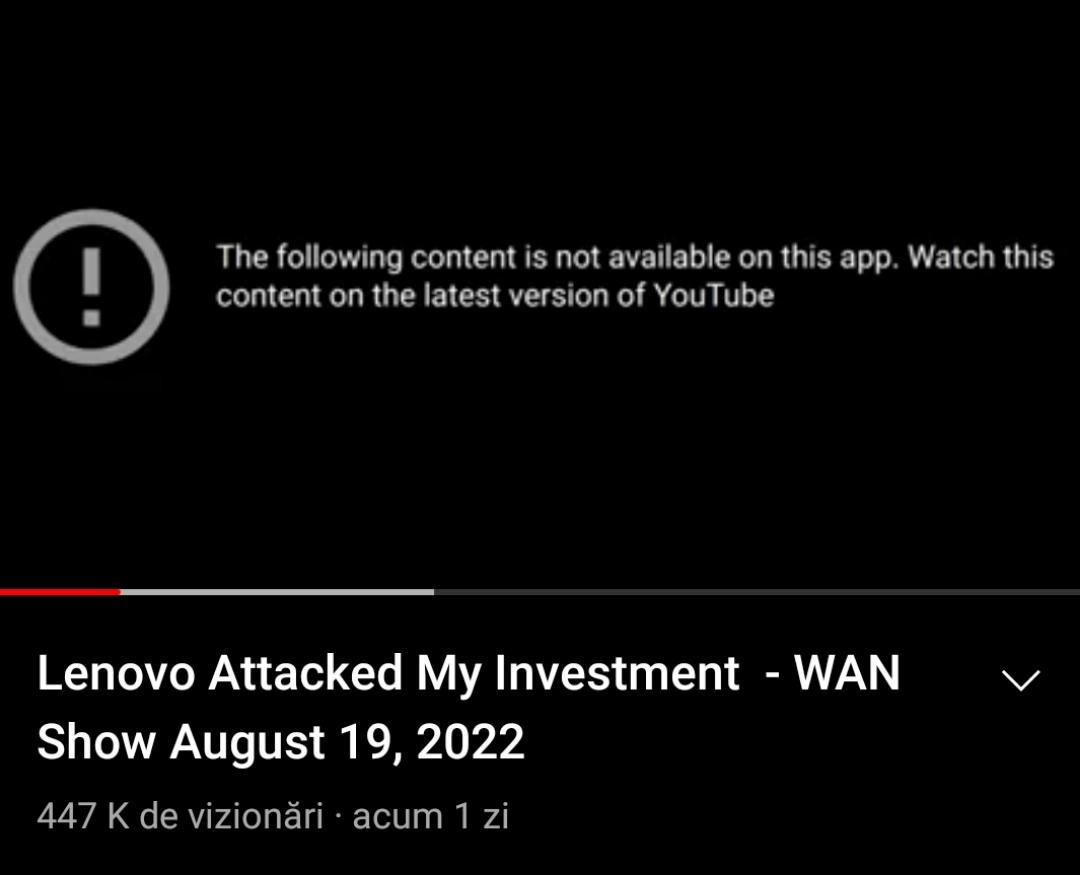 The following content is not available on this app. Watch this
content on the latest version of YouTube
Lenovo Attacked My Investment - WAN
Show August 19, 2022
447 K de vizionări · acum 1 zi